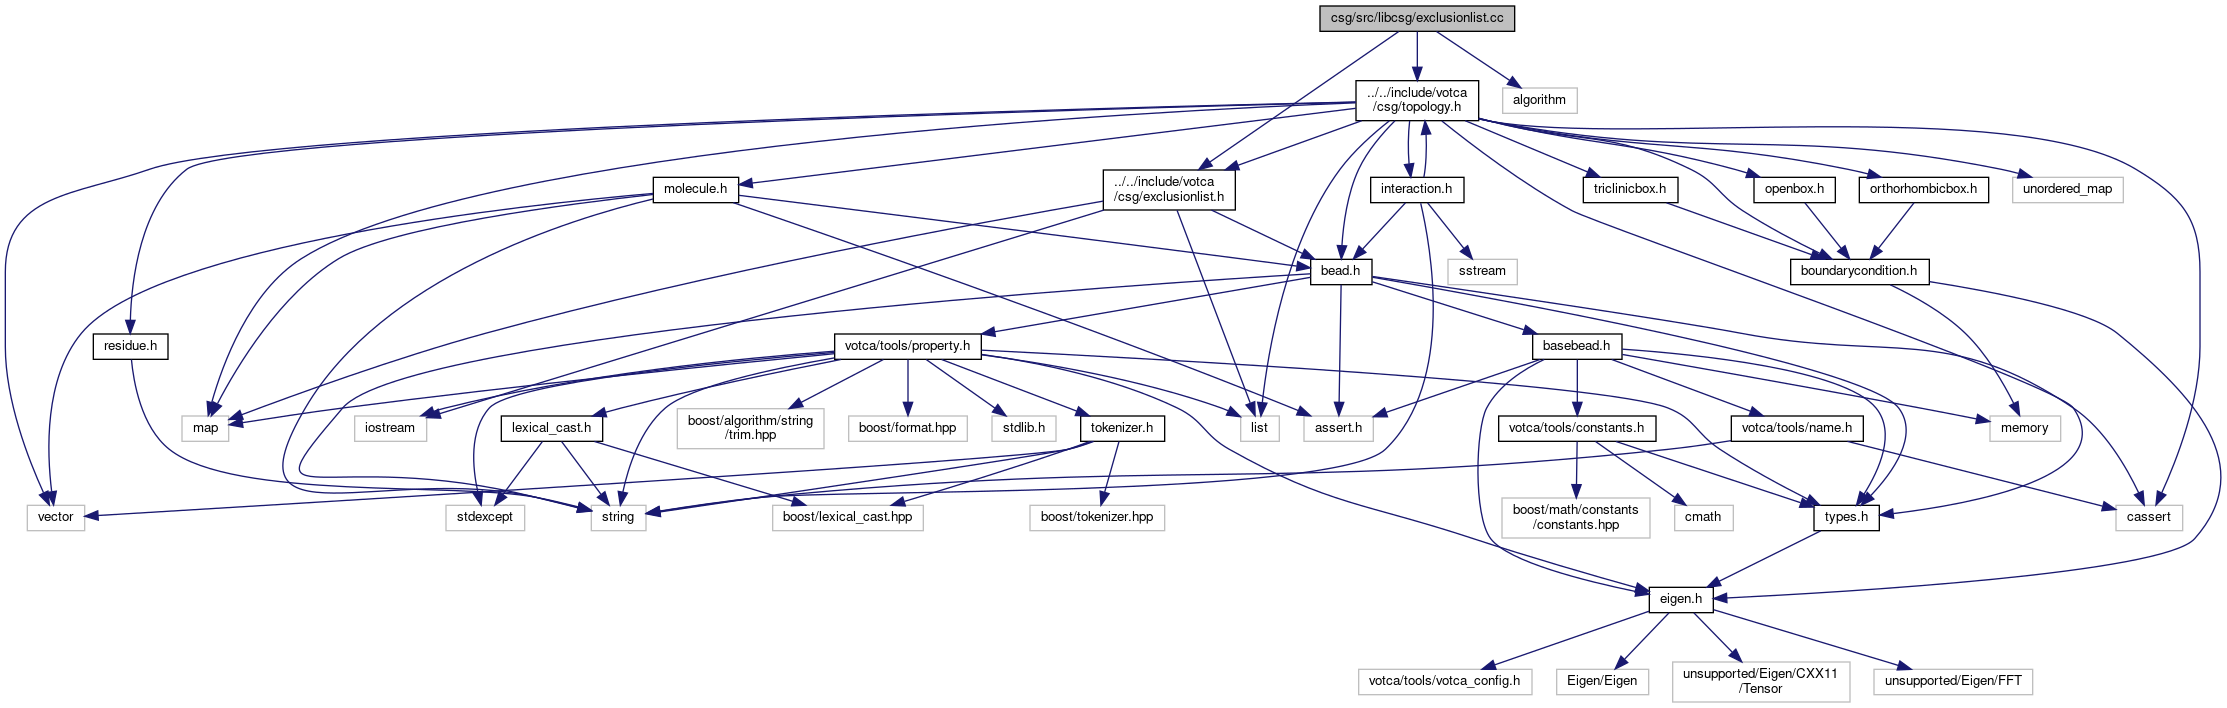 csg/src/libcsg/exclusionlist.cc
../../include/votca
/csg/topology.h
algorithm
molecule.h
../../include/votca
/csg/exclusionlist.h
interaction.h
triclinicbox.h
openbox.h
orthorhombicbox.h
unordered_map
bead.h
sstream
boundarycondition.h
residue.h
votca/tools/property.h
basebead.h
map
iostream
lexical_cast.h
boost/algorithm/string
/trim.hpp
boost/format.hpp
stdlib.h
tokenizer.h
list
assert.h
votca/tools/constants.h
votca/tools/name.h
memory
vector
stdexcept
string
boost/lexical_cast.hpp
boost/tokenizer.hpp
boost/math/constants
/constants.hpp
cmath
types.h
cassert
eigen.h
votca/tools/votca_config.h
Eigen/Eigen
unsupported/Eigen/CXX11
/Tensor
unsupported/Eigen/FFT